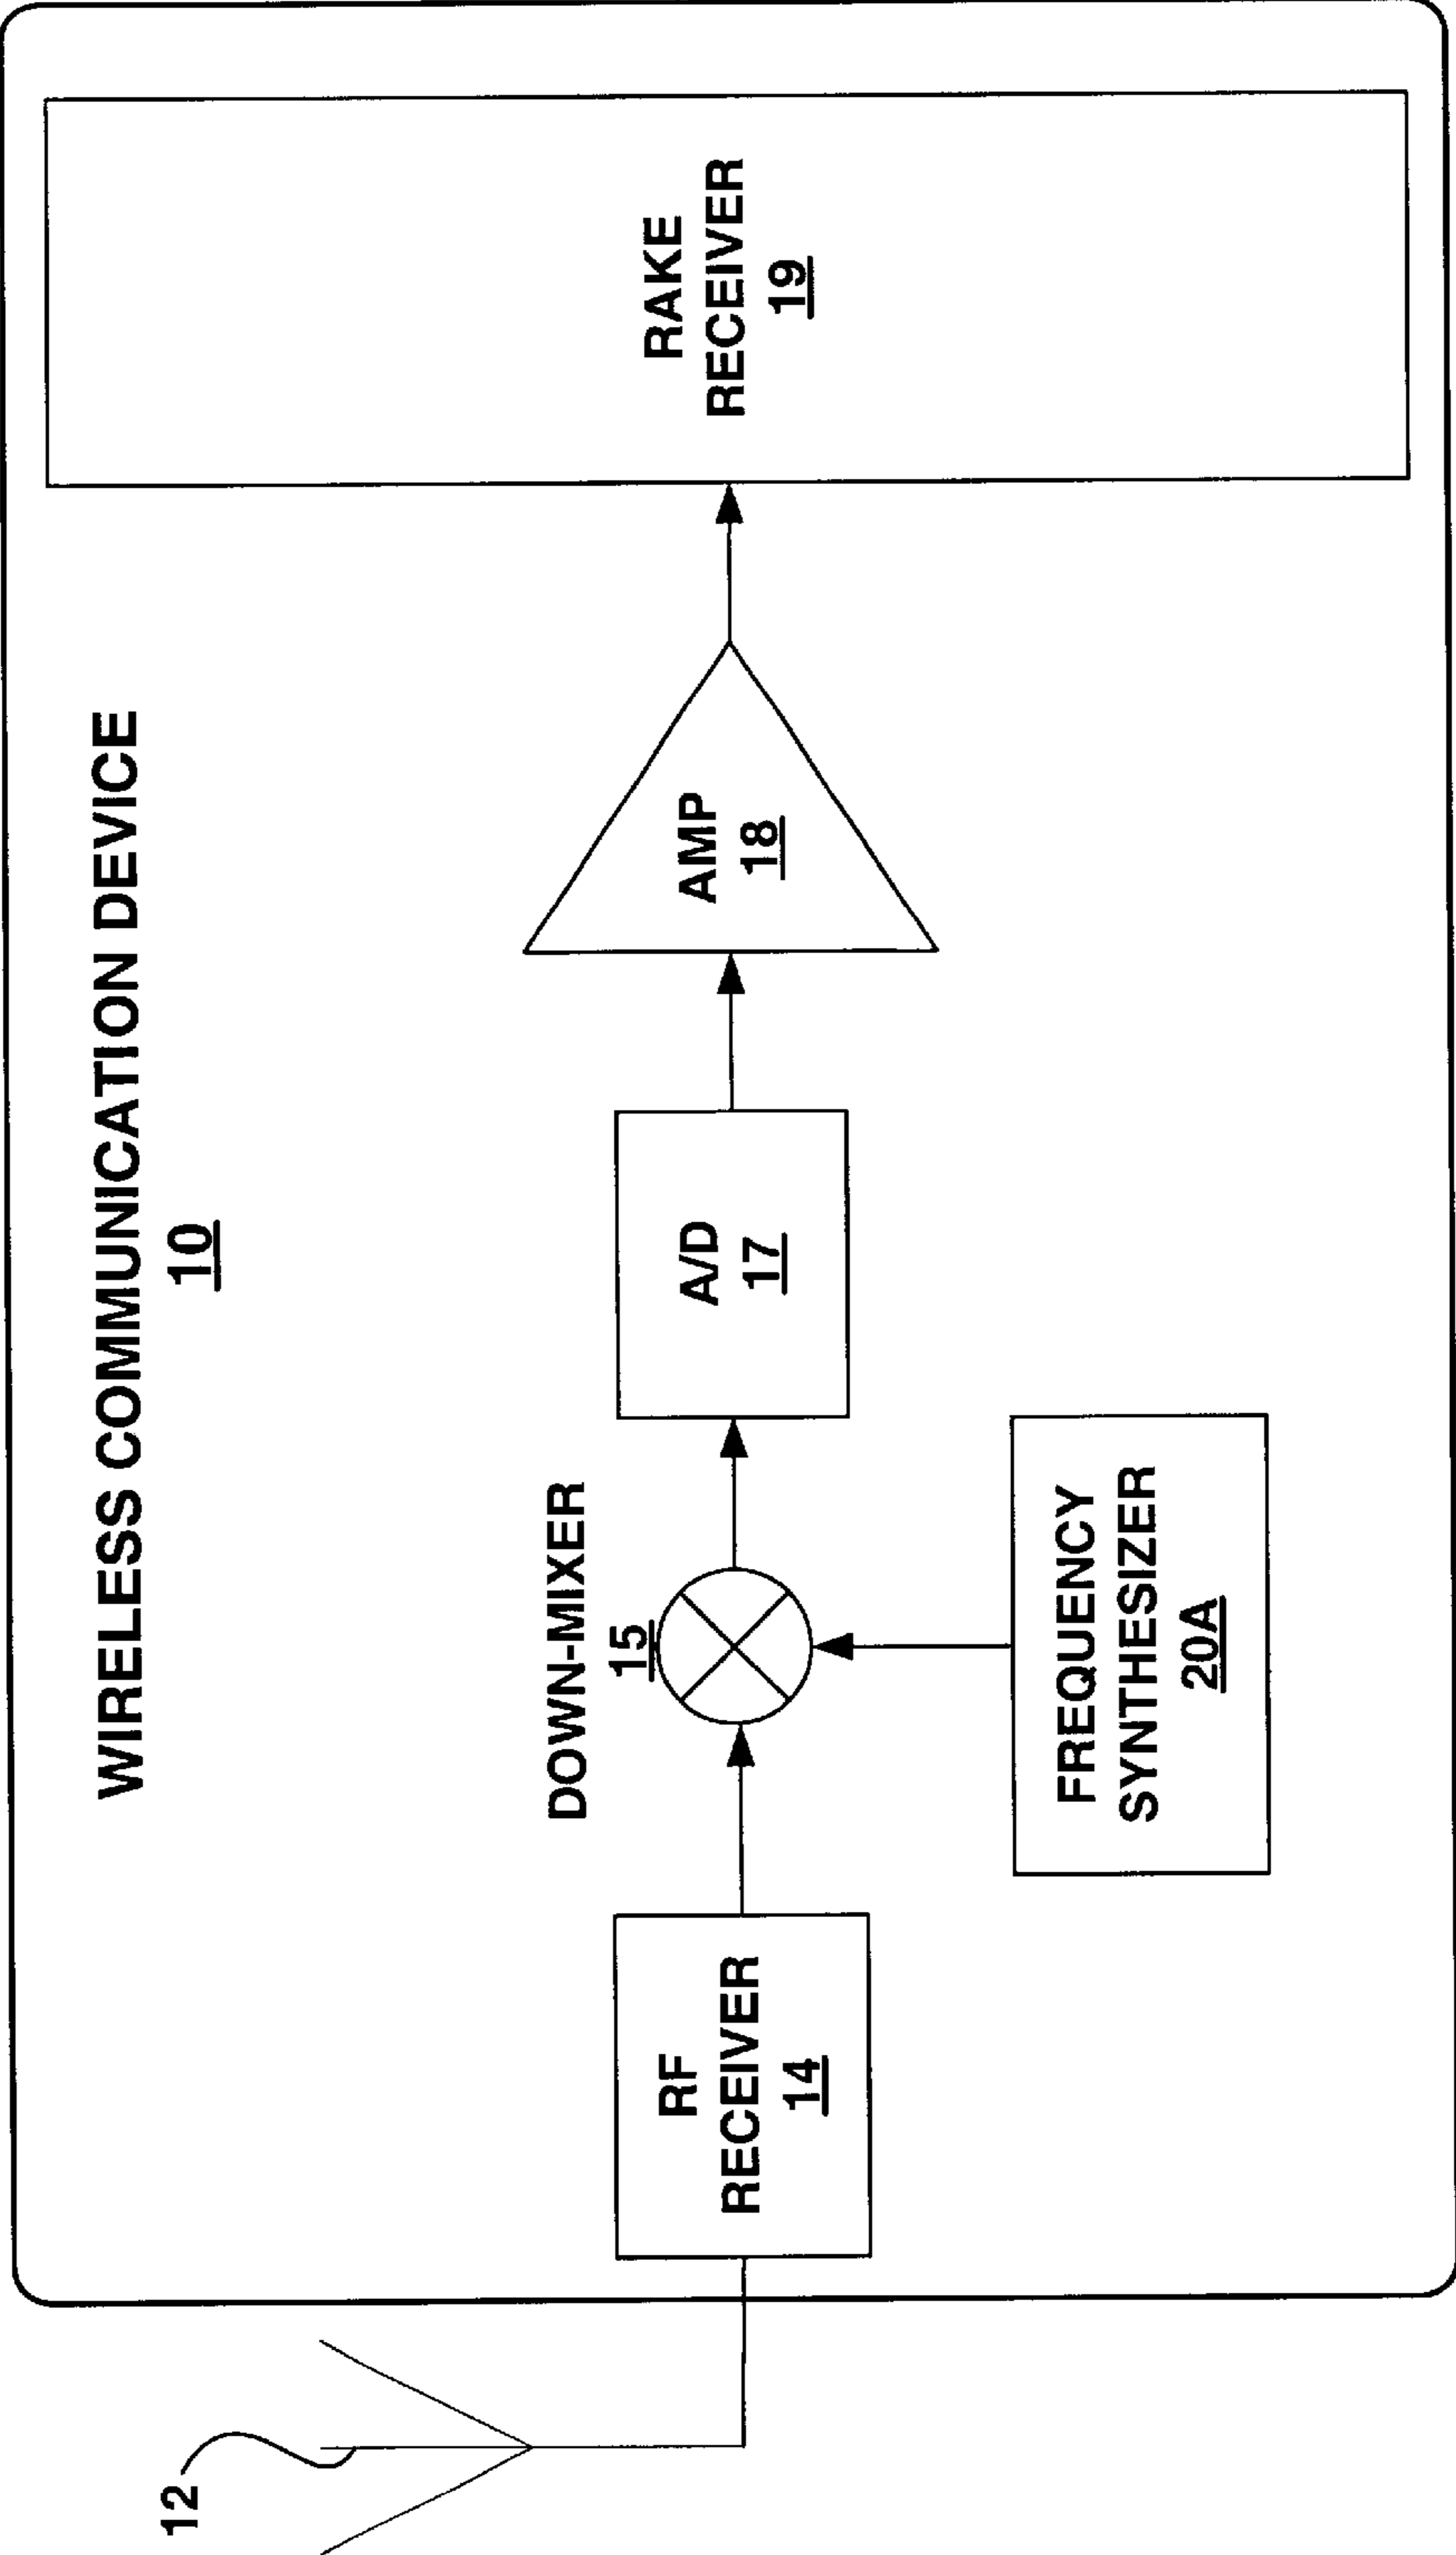 WIRELESS COMMUNICATION DEVICE
10
12
RF
RECEIVER
14
DOWN-MIXER
15
FREQUENCY
SYNTHESIZER
20A
A/D
17
AMP
18
RAKE
RECEIVER
19